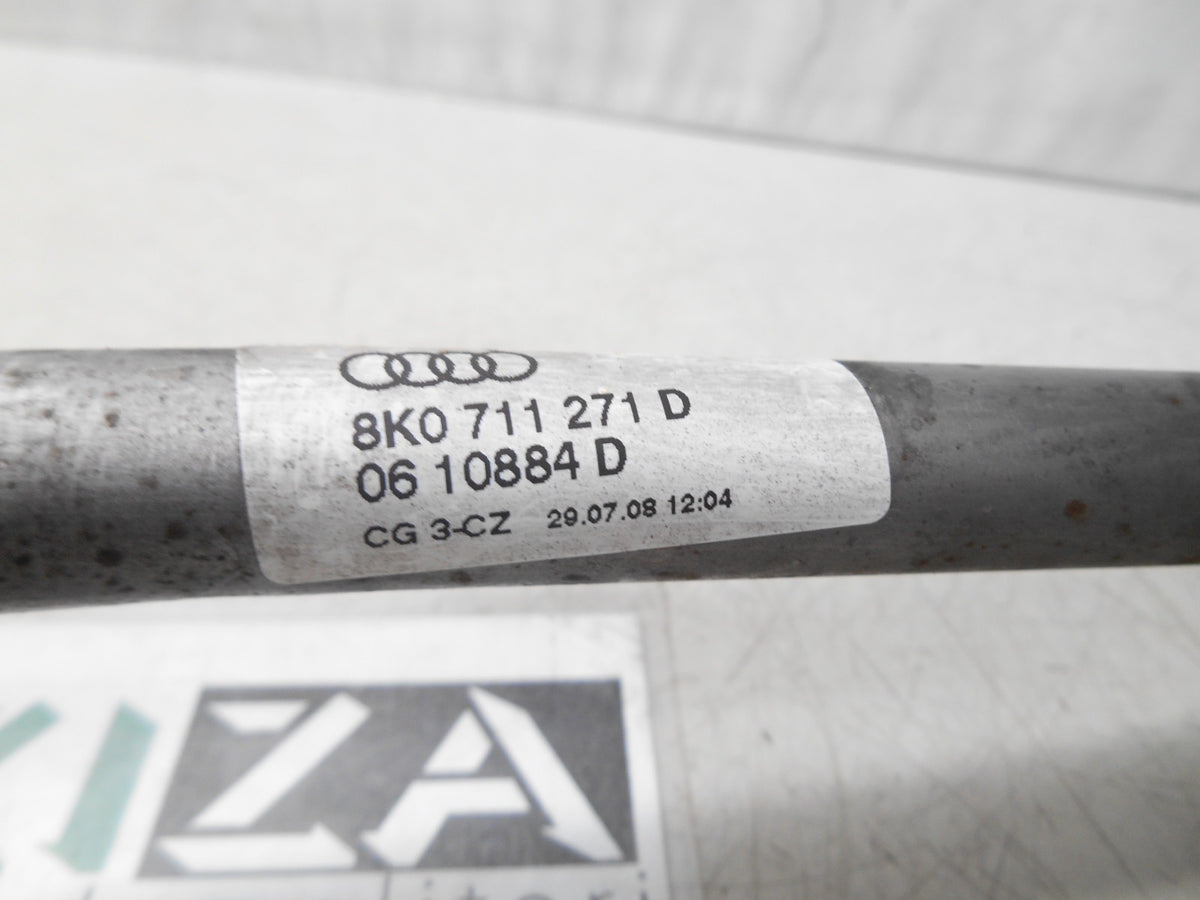 8K0 711 271 D
06 10884 D
CG 3-CZ 29.07.08 12:04
ZA